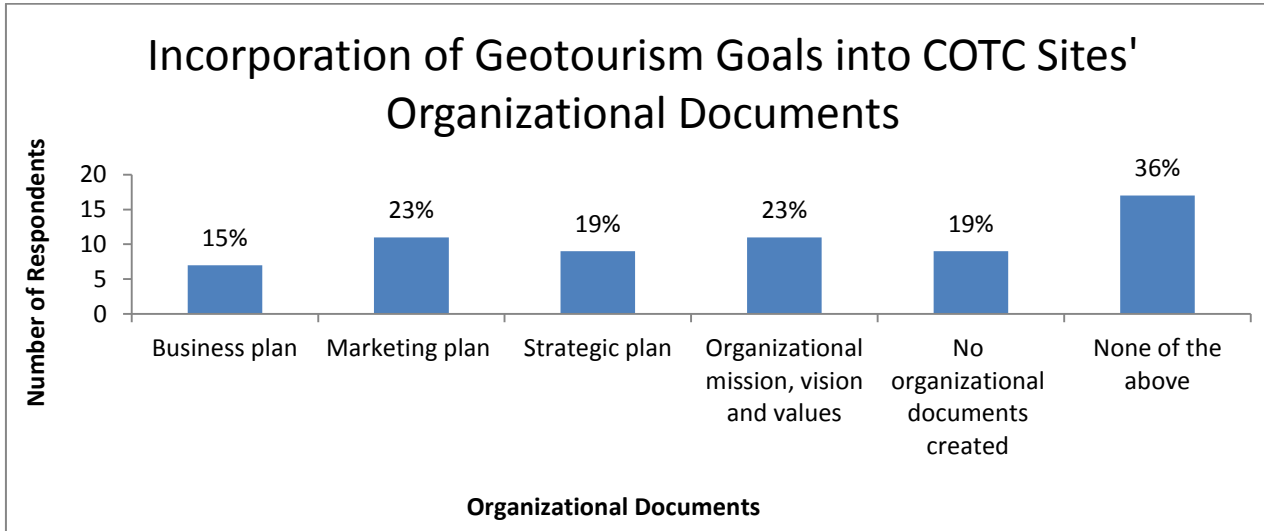 Incorporation of Geotourism Goals into COTC Sites'
Organizational Documents
Number of Respondents
20
15
10
5
0
15%
23%
19%
23%
19%
36%
Business plan
Marketing plan
Strategic plan
Organizational
mission, vision
and values
No
organizational
documents
created
None of the
above
Organizational Documents